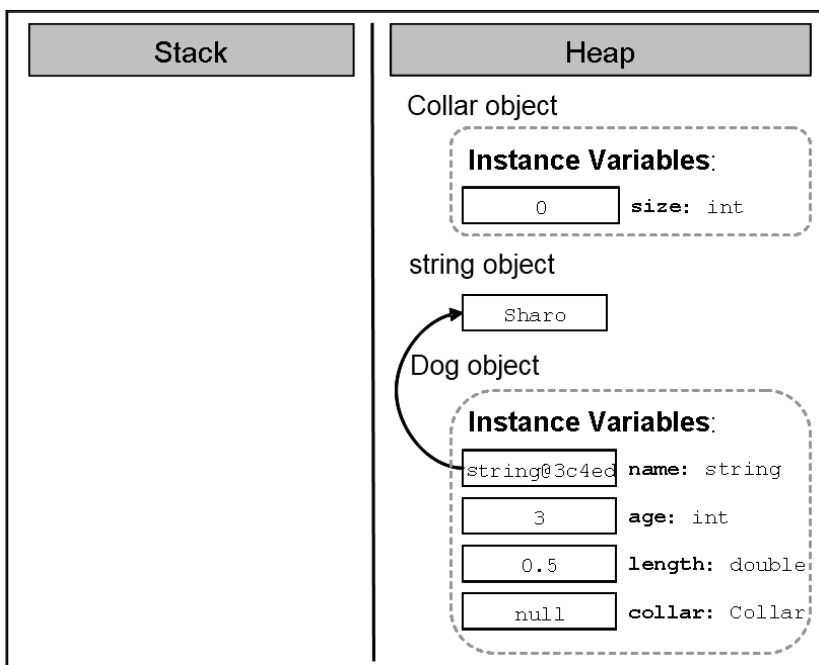 Stack
Heap
Collar object
Instance Variables:
0 size: int
string object
Sharo
Dog object
Instance Variables:
string@3c4ed name: string
3 age: int
0.5 length: double
null collar: Collar